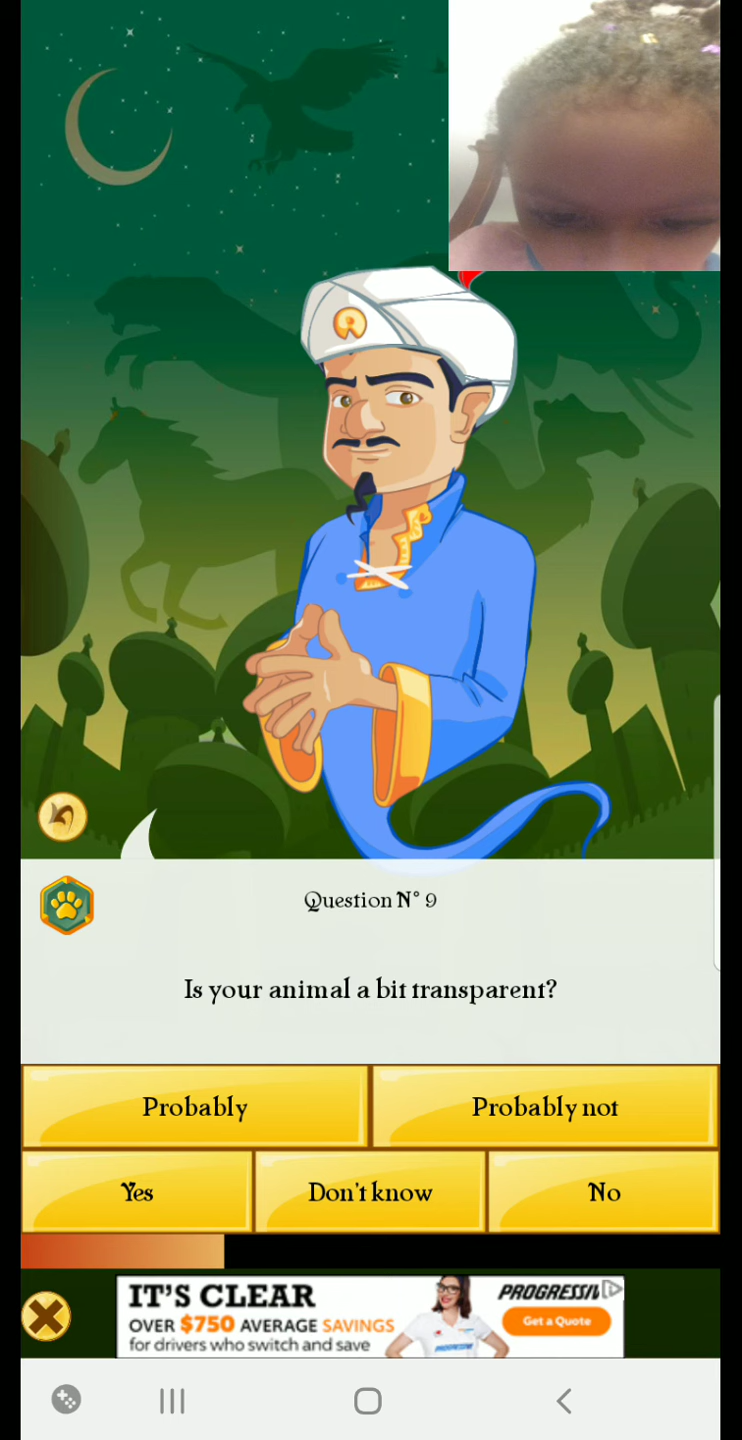 Question N° 9
Is your animal a bit transparent?
Probably
Probably not
Yes
Don't know
No
IT'S CLEAR
OVER $750 AVERAGE SAVINGS
for drivers who switch and save
PROGRESSIV
Get a Quote